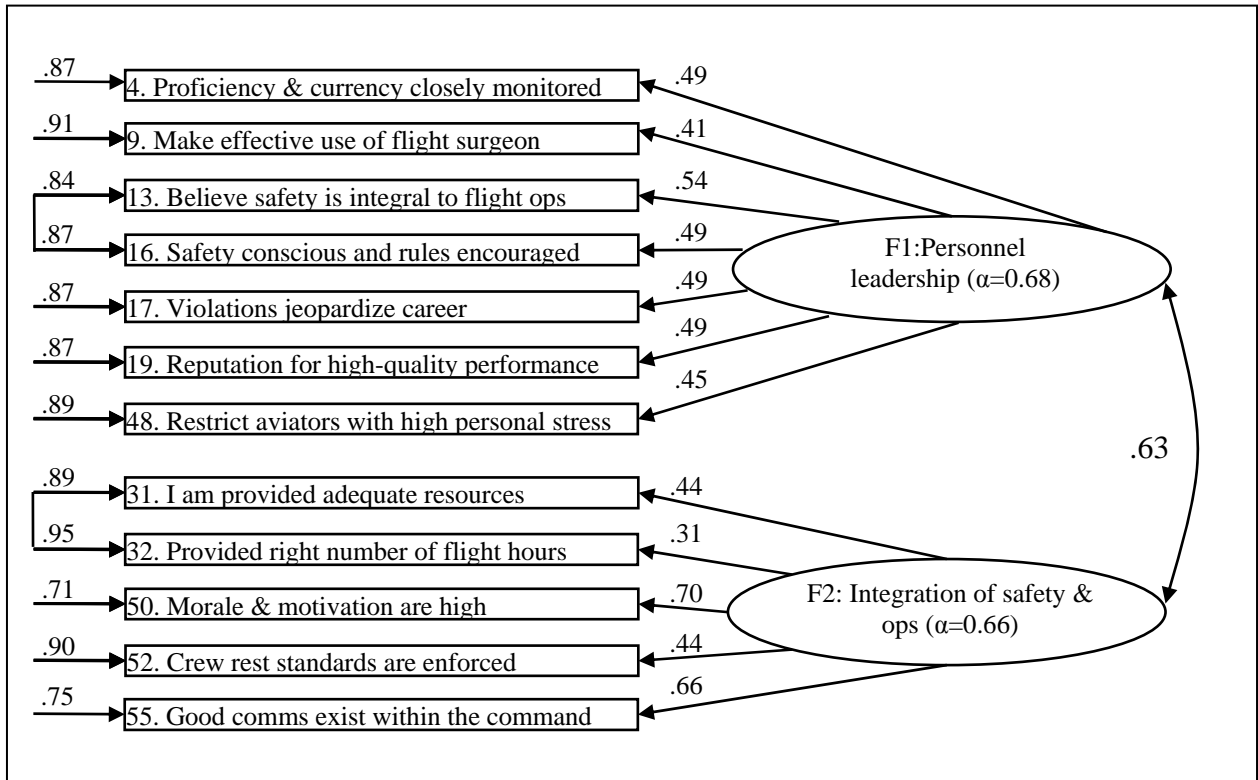 .87
4. Proficiency & currency closely monitored
.49
.91
9. Make effective use of flight surgeon
.41
.84
13. Believe safety is integral to flight ops
.54
.87
16. Safety conscious and rules encouraged
.49
.87
17. Violations jeopardize career
.49
.87
19. Reputation for high-quality performance
.49
.89
48. Restrict aviators with high personal stress
.45
F1:Personnel
leadership (α=0.68)
.63
.89
31. I am provided adequate resources
.44
.95
32. Provided right number of flight hours
.31
.71
50. Morale & motivation are high
.70
.90
52. Crew rest standards are enforced
.44
.75
55. Good comms exist within the command
.66
F2: Integration of safety &
ops (α=0.66)